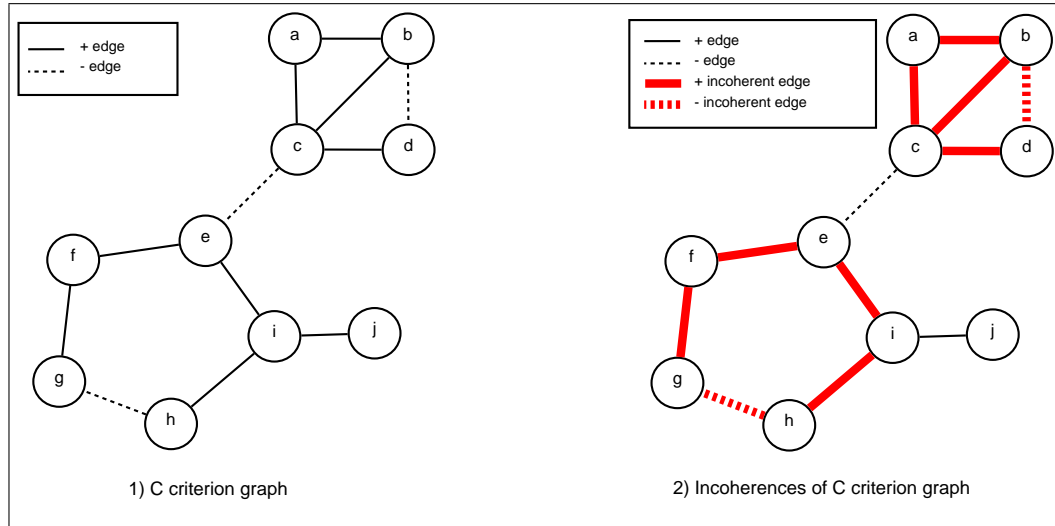 + edge
- edge
a
b
c
d
e
f
i
j
g
h
1) C criterion graph
+ edge
- edge
+ incoherent edge
- incoherent edge
a
b
c
d
e
f
i
j
g
h
2) Incoherences of C criterion graph